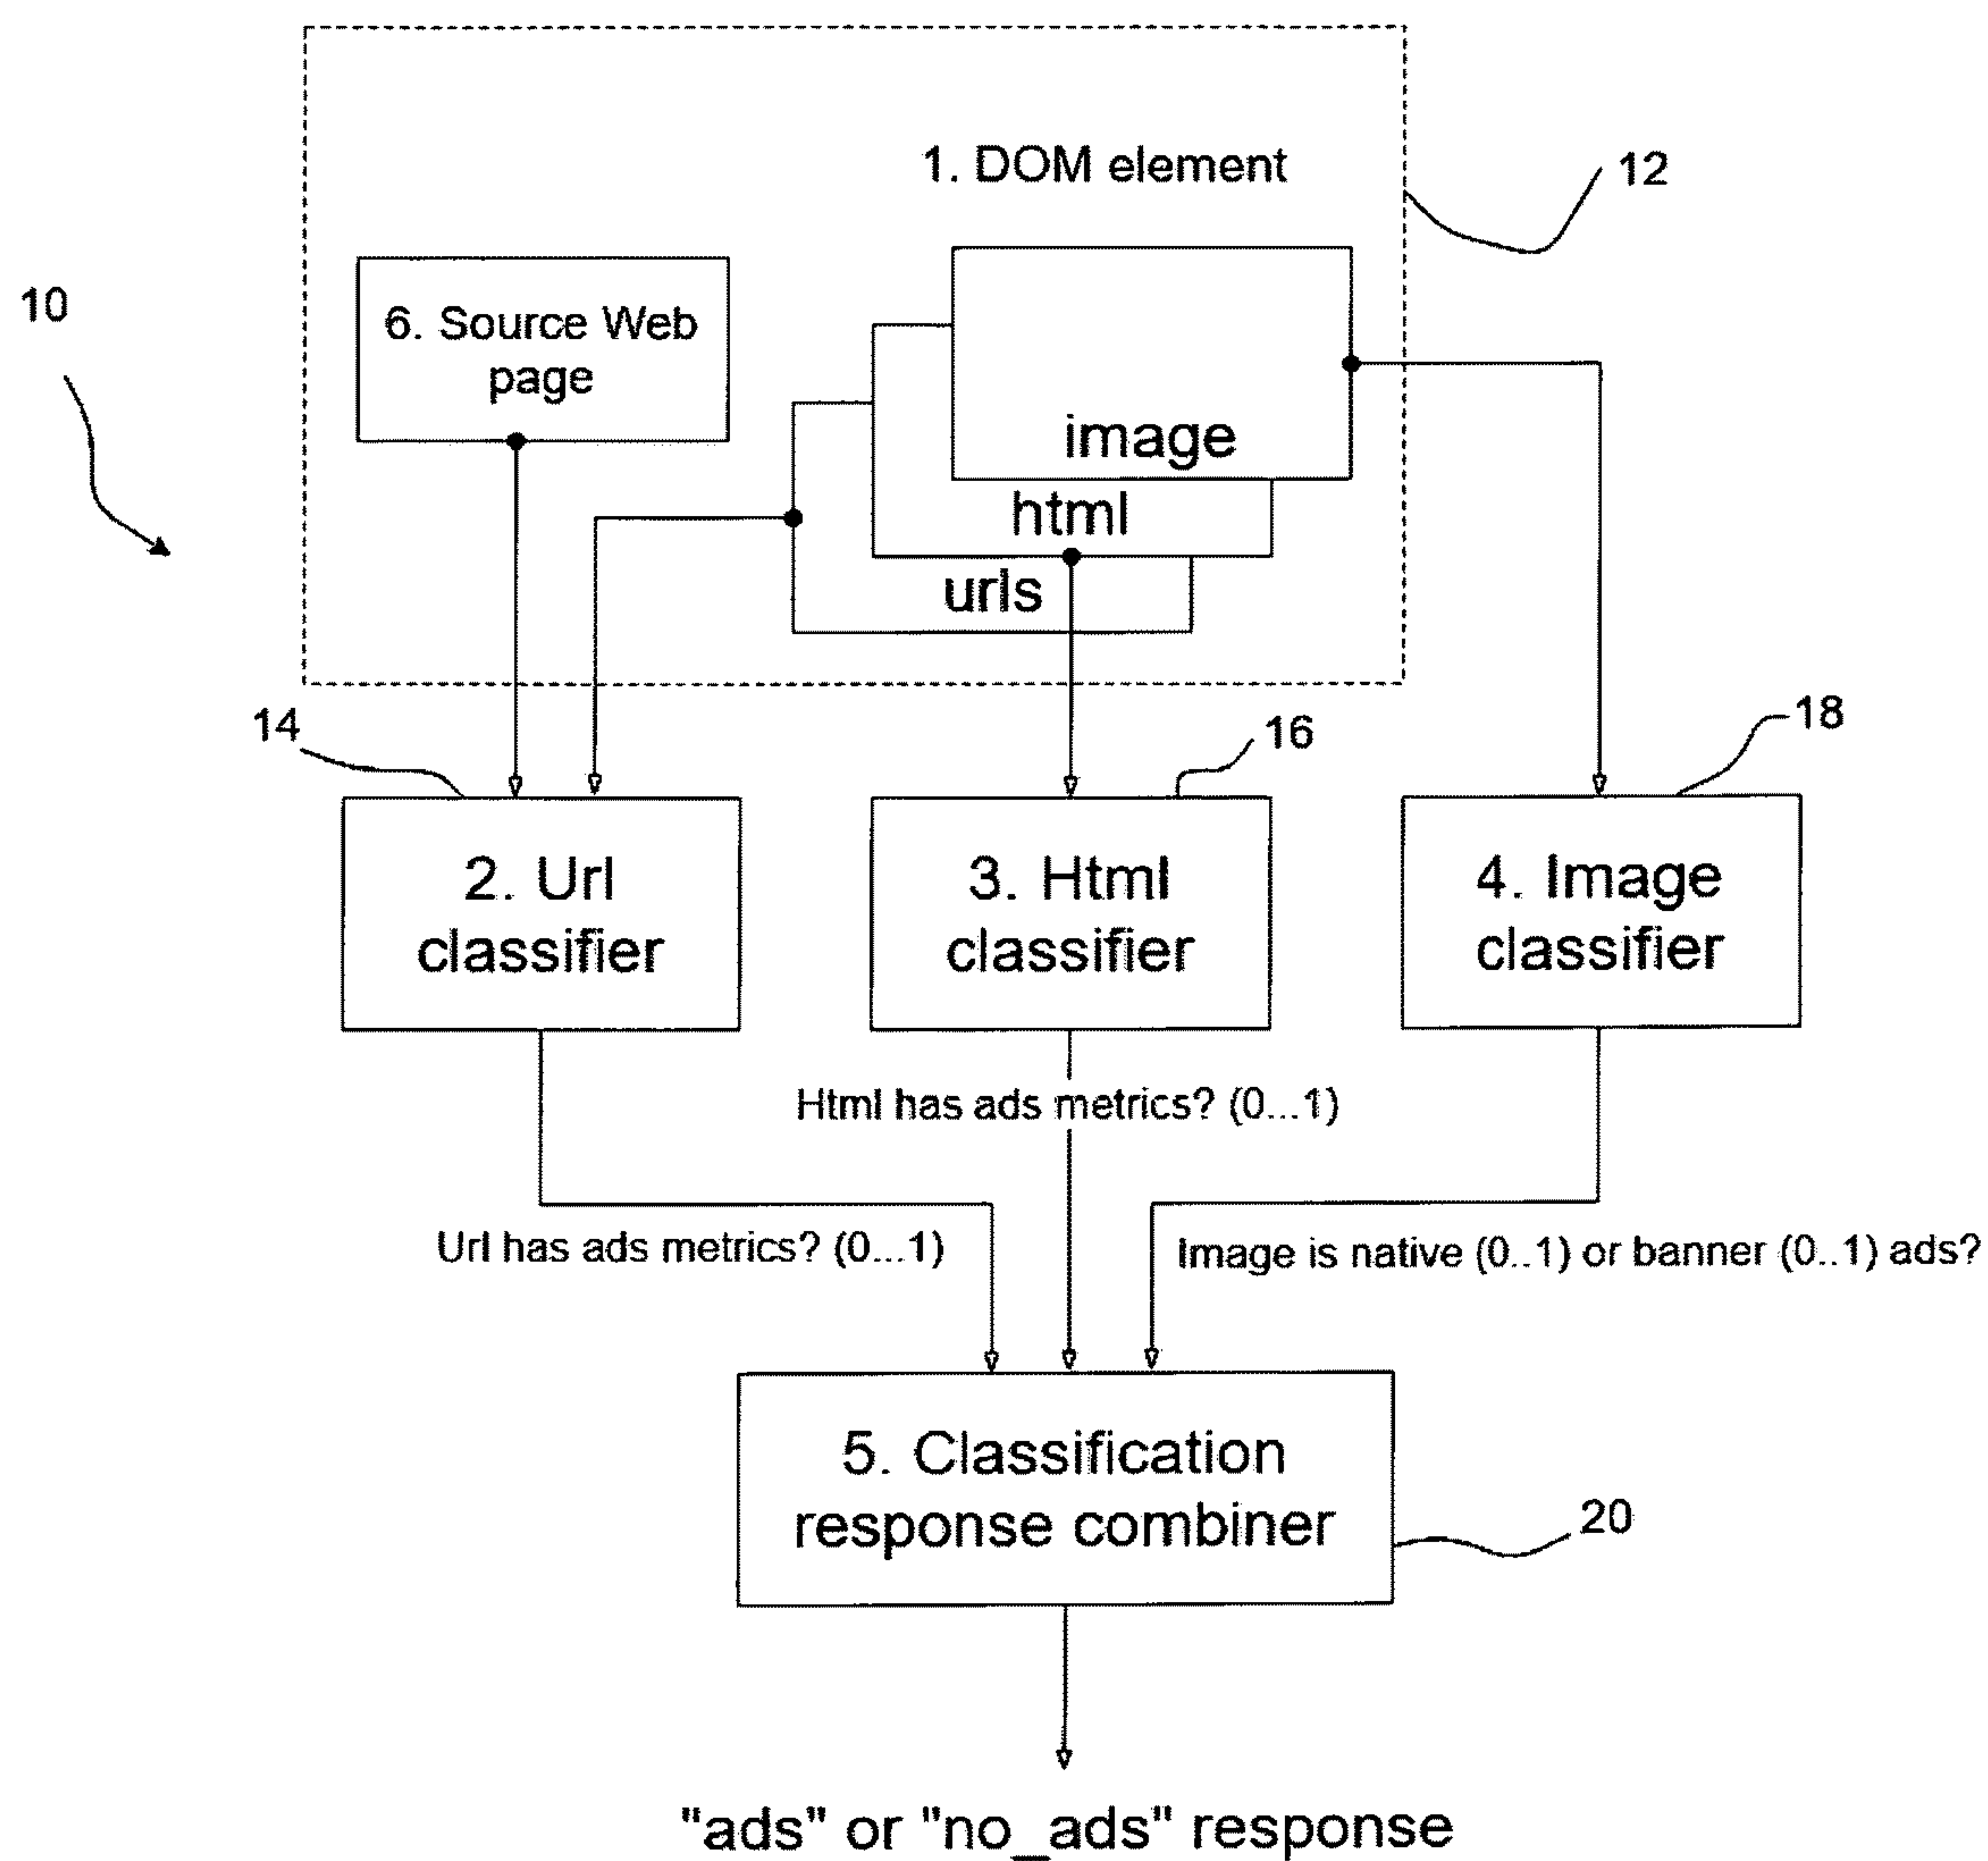 1. DOM element
12
10
6. Source Web
page
image
html
urls
14
16
18
2. Url
classifier
3. Html
classifier
4. Image
classifier
Html has ads metrics? (0...1)
Url has ads metrics? (0...1)
Image is native (0..1) or banner (0..1) ads?
5. Classification
response combiner
20
"ads" or "no_ads" response